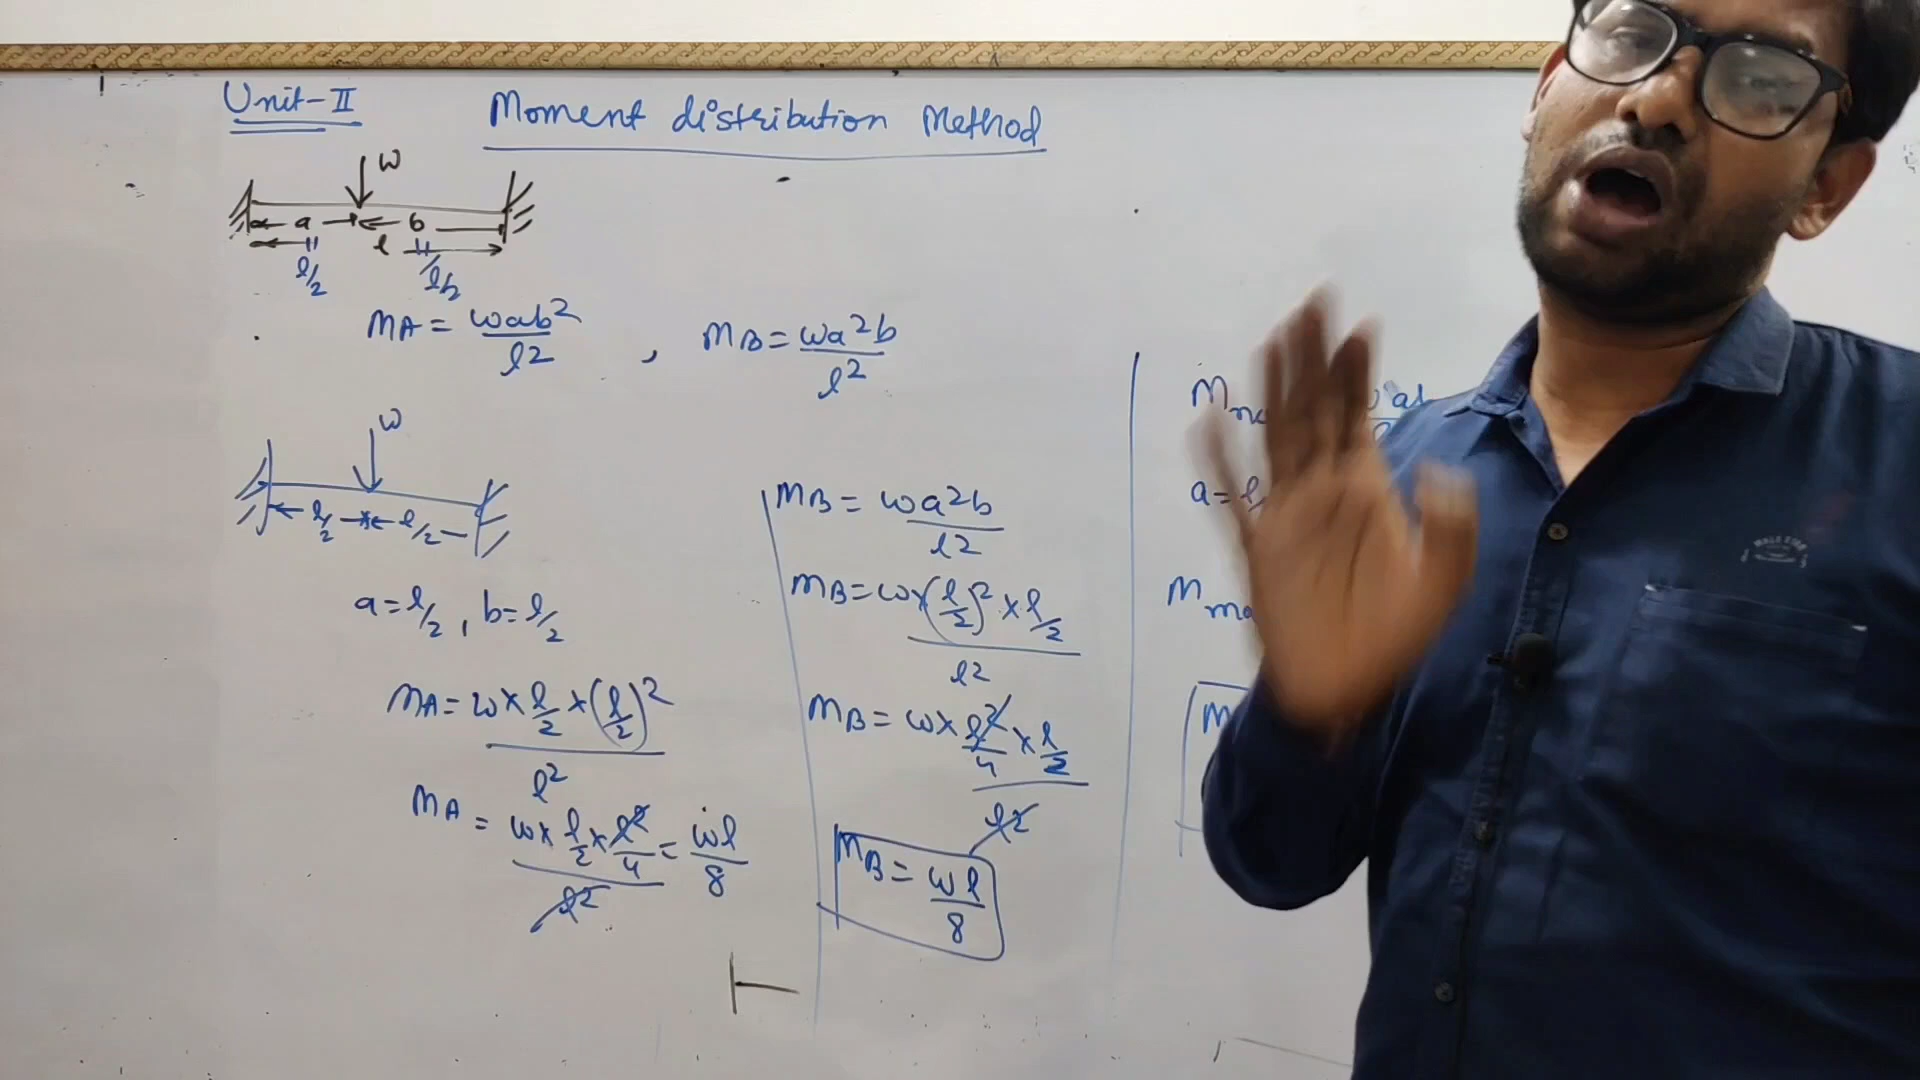 Unit-II
Moment distribution Method
w
a b
l
l/2 l/2
MA = wab²/l² , MB = wa²b/l²
w
l/2 l/2
a=l/2, b=l/2
MA = w×l/2×(l/2)²/l²
MA = w×l/2×l²/4/l² = wl/8
MB = wa²b/l²
MB = w×(l/2)²×l/2/l²
MB = w×l²/4×l/2/l²
MB = wl/8
a=
M